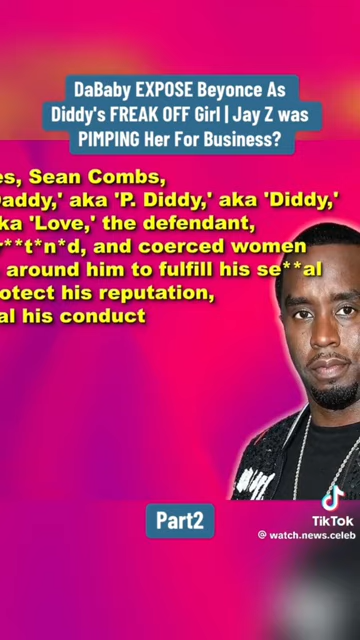 DaBaby EXPOSE Beyonce As
Diddy's FREAK OFF Girl | Jay Z was
PIMPING Her For Business?
es, Sean Combs,
Daddy,' aka 'P. Diddy,' aka 'Diddy,'
ka 'Love,' the defendant,
r**t*n*d, and coerced women
around him to fulfill his se**al
otect his reputation,
al his conduct
Part2
TikTok
@ watch.news.celeb